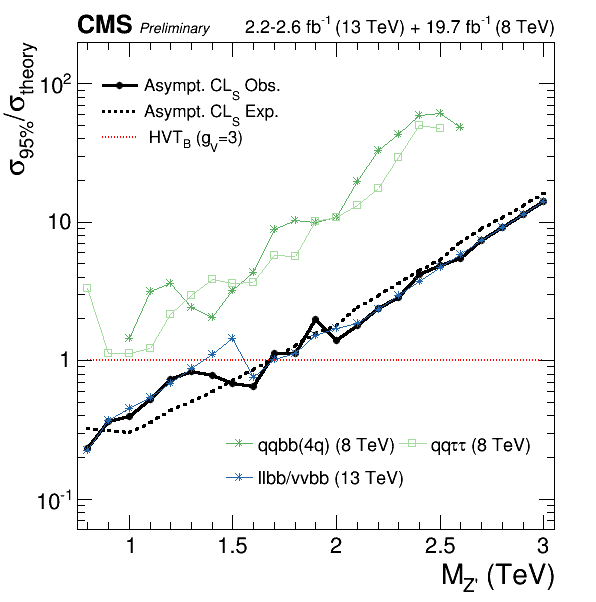 CMS Preliminary 2.2-2.6 fb⁻¹ (13 TeV) + 19.7 fb⁻¹ (8 TeV)
σ95%/σtheory
10²
Asympt. CLS Obs.
Asympt. CLS Exp.
HVTB (gV=3)
10
1
qqbb(4q) (8 TeV) qqττ (8 TeV)
llbb/vvbb (13 TeV)
10⁻¹
1 1.5 2 2.5 3
MZ' (TeV)